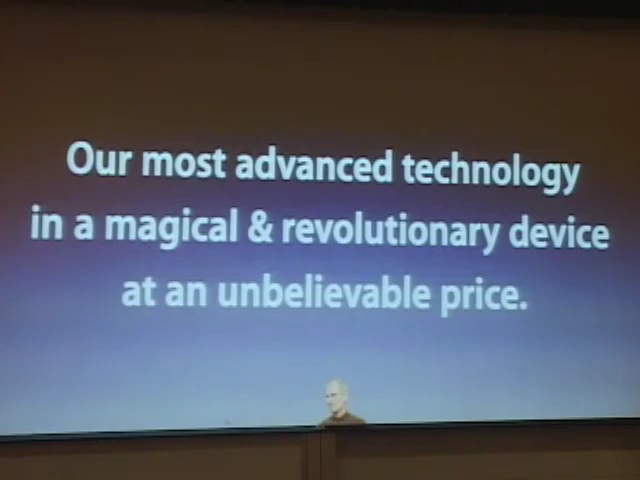 Our most advanced technology
in a magical & revolutionary device
at an unbelievable price.